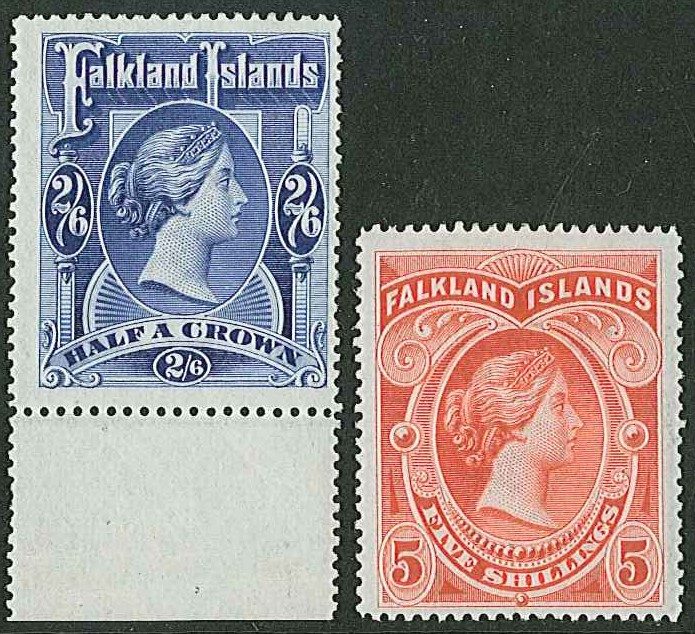 Falkland Islands
2/6 2/6
HALF A CROWN
2/6
FALKLAND ISLANDS
FIVE SHILLINGS
5 5